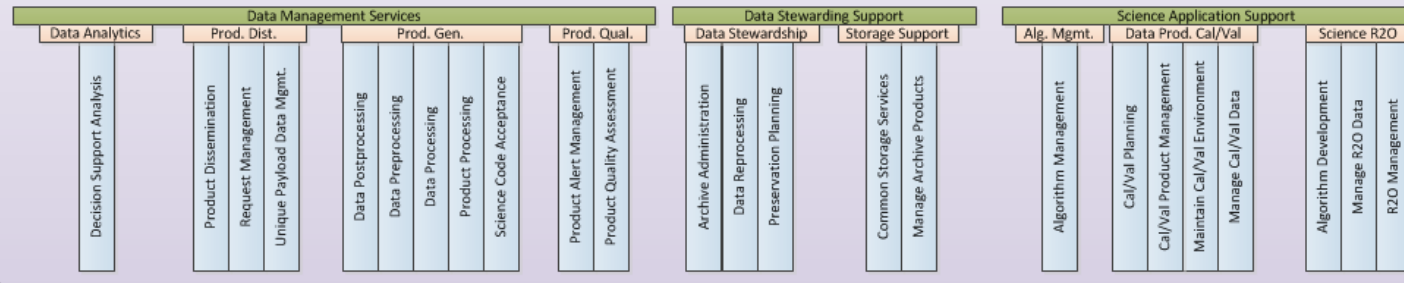 Data Management Services
Data Stewarding Support
Science Application Support
Data Analytics
Prod. Dist.
Prod. Gen.
Prod. Qual.
Data Stewardship
Storage Support
Alg. Mgmt.
Data Prod. Cal/Val
Science R2O
Decision Support Analysis
Product Dissemination
Request Management
Unique Payload Data Mgmt.
Data Postprocessing
Data Preprocessing
Data Processing
Product Processing
Science Code Acceptance
Product Alert Management
Product Quality Assessment
Archive Administration
Data Reprocessing
Preservation Planning
Common Storage Services
Manage Archive Products
Algorithm Management
Cal/Val Planning
Cal/Val Product Management
Maintain Cal/Val Environment
Manage Cal/Val Data
Algorithm Development
Manage R2O Data
R2O Management